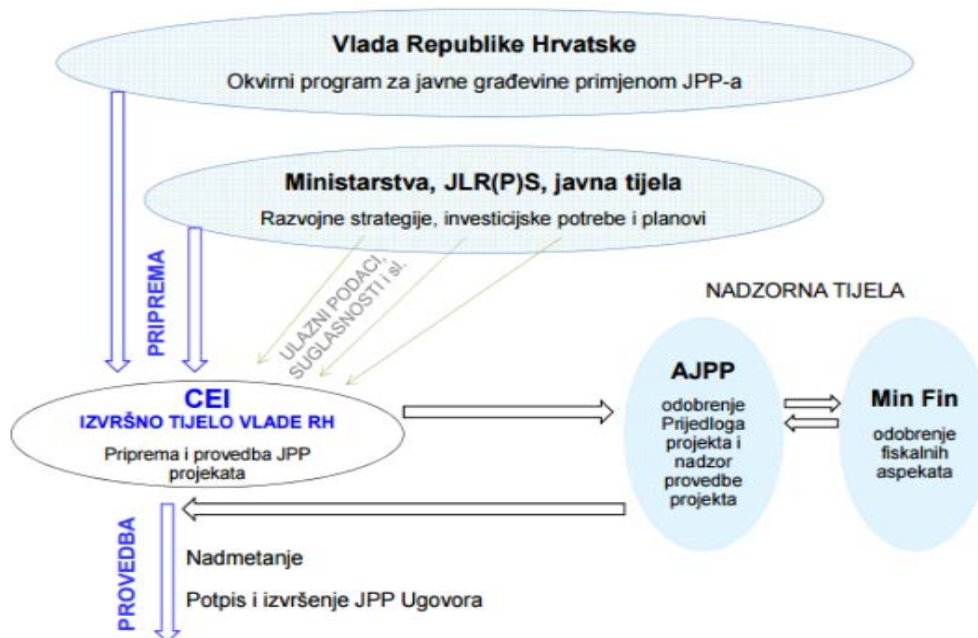 Vlada Republike Hrvatske
Okvirni program za javne građevine primjenom JPP-a
Ministarstva, JLR(P)S, javna tijela
Razvojne strategije, investicijske potrebe i planovi
PRIPREMA
ULAZNI PODACI,
SUGLASNOSTI i sl.
NADZORNA TIJELA
CEI
IZVRŠNO TIJELO VLADE RH
Priprema i provedba JPP
projekata
AJPP
odobrenje
Prijedloga
projekta i
nadzor
provedbe
projekta
Min Fin
odobrenje
fiskalnih
aspekata
PROVEDBA
Nadmetanje
Potpis i izvršenje JPP Ugovora